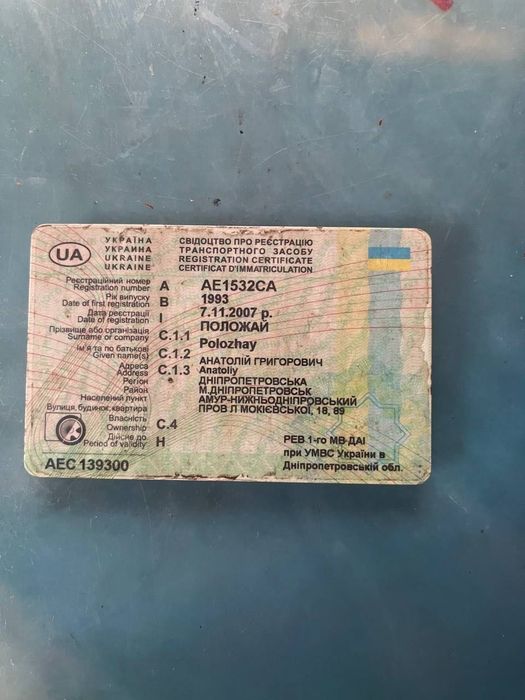 UA
УКРАЇНА
УКРАИНА
UKRAINE
UKRAINE
СВІДОЦТВО ПРО РЕЄСТРАЦІЮ
ТРАНСПОРТНОГО ЗАСОБУ
REGISTRATION CERTIFICATE
CERTIFICAT D'IMMATRICULATION
Реєстраційний номер
Registration number A AE1532CA
Рік випуску
Date of first registration B 1993
Дата реєстрації
Date of registration I 7.11.2007 р.
Прізвище або організація
Surname or company C.1.1 ПОЛОЖАЙ
Polozhay
Ім'я та по батькові
Given name(s) C.1.2 АНАТОЛІЙ ГРИГОРОВИЧ
Anatoliy
Адреса
Address C.1.3
Регіон ДНІПРОПЕТРОВСЬКА
Район М.ДНІПРОПЕТРОВСЬК
Населений пункт АМУР-НИЖНЬОДНІПРОВСЬКИЙ
Вулиця, будинок, квартира ПРОВ Л МОКІЄВСЬКОЇ, 18, 89
Власність
Ownership C.4
Дійсне до
Period of validity H
РЕВ 1-го МВ-ДАІ
при УМВС України в
Дніпропетровській обл.
АЕС 139300